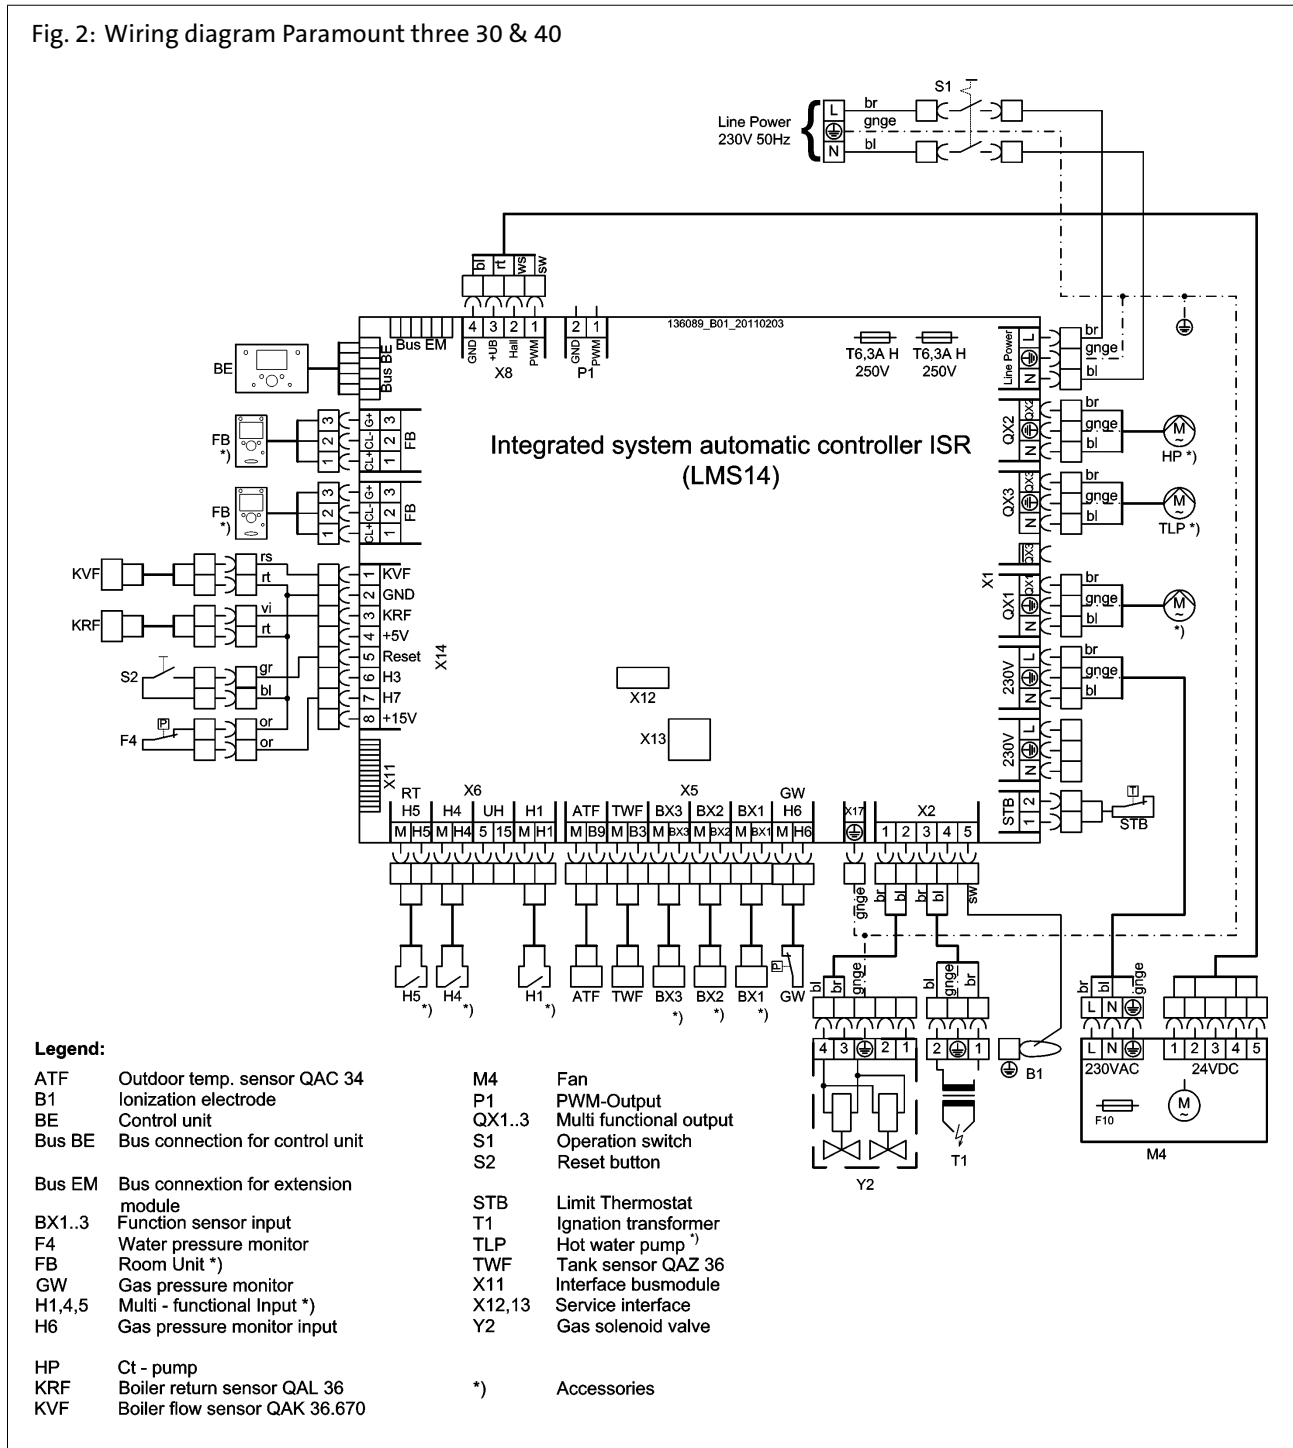 Fig. 2: Wiring diagram Paramount three 30 & 40
S1
Line Power
230V 50Hz
L
N
br
gnge
bl
bl
rt
ws
sw
136089_B01_20110203
4 3 2 1
GND +UB Hall PWM
X8
2 1
GND PWM
P1
Bus EM
Bus BE
T6,3A H
250V
T6,3A H
250V
Line Power
L
N
br
gnge
bl
BE
FB
*)
3 G+ 3
2 CL- 2
1 CL+ 1
FB
FB
*)
3 G+ 3
2 CL- 2
1 CL+ 1
FB
Integrated system automatic controller ISR
(LMS14)
QX2
QX2
N
br
gnge
bl
M
~
HP *)
QX3
QX3
N
br
gnge
bl
M
~
TLP *)
QX3
X1
QX1
QX1
N
br
gnge
bl
M
~
*)
230V
L
N
br
gnge
bl
230V
L
N
STB
2
1
T
STB
KVF
rs
rt
KRF
vi
rt
S2
gr
bl
F4
P
or
or
1 KVF
2 GND
3 KRF
4 +5V
5 Reset
6 H3
7 H7
8 +15V
X14
X12
X13
X11
RT
H5
X6
H4 UH H1
X5
ATF TWF BX3 BX2 BX1
GW
H6
M H5 M H4 5 15 M H1
M B9 M B3 M BX3 M BX2 M BX1 M H6
X17
X2
1 2 3 4 5
gnge
br
bl
br
bl
sw
H5
*)
H4
*)
H1
*)
ATF
TWF
BX3
*)
BX2
*)
BX1
*)
P
GW
bl
br
gnge
4 3 2 1
Y2
bl
gnge
br
2 1
T1
B1
br
bl
gnge
L N
L N
230VAC
1 2 3 4 5
24VDC
F10
M
~
M4
Legend:
ATF Outdoor temp. sensor QAC 34
B1 Ionization electrode
BE Control unit
Bus BE Bus connection for control unit
Bus EM Bus connextion for extension
module
BX1..3 Function sensor input
F4 Water pressure monitor
FB Room Unit *)
GW Gas pressure monitor
H1,4,5 Multi - functional Input *)
H6 Gas pressure monitor input
HP Ct - pump
KRF Boiler return sensor QAL 36
KVF Boiler flow sensor QAK 36.670
M4 Fan
P1 PWM-Output
QX1..3 Multi functional output
S1 Operation switch
S2 Reset button
STB Limit Thermostat
T1 Ignation transformer
TLP Hot water pump *)
TWF Tank sensor QAZ 36
X11 Interface busmodule
X12,13 Service interface
Y2 Gas solenoid valve
*) Accessories